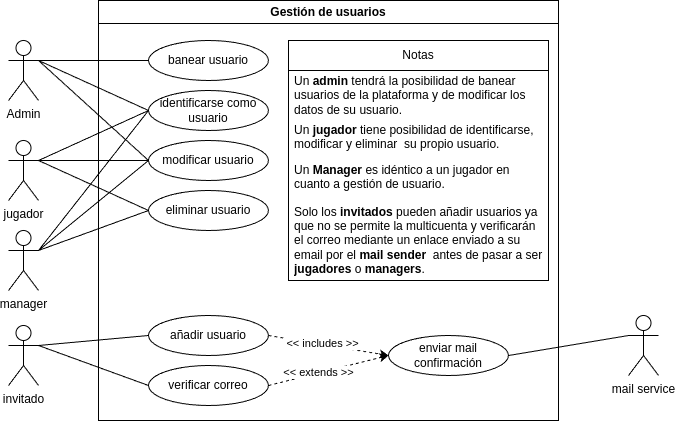 Gestión de usuarios
Admin
jugador
manager
invitado
banear usuario
identificarse como
usuario
modificar usuario
eliminar usuario
Notas
Un admin tendrá la posibilidad de banear
usuarios de la plataforma y de modificar los
datos de su usuario.
Un jugador tiene posibilidad de identificarse,
modificar y eliminar su propio usuario.
Un Manager es idéntico a un jugador en
cuanto a gestión de usuario.
Solo los invitados pueden añadir usuarios ya
que no se permite la multicuenta y verificarán
el correo mediante un enlace enviado a su
email por el mail sender antes de pasar a ser
jugadores o managers.
añadir usuario
<< includes >>
verificar correo
<< extends >>
enviar mail
confirmación
mail service